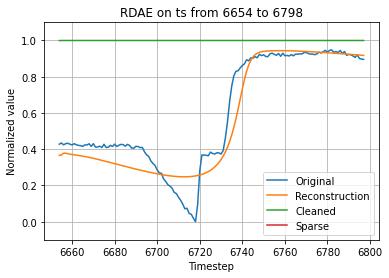 RDAE on ts from 6654 to 6798
Normalized value
1.0
0.8
0.6
0.4
0.2
0.0
Original
Reconstruction
Cleaned
Sparse
6660 6680 6700 6720 6740 6760 6780 6800
Timestep